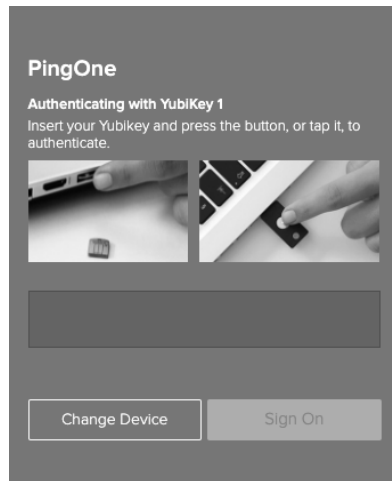 PingOne
Authenticating with YubiKey 1
Insert your Yubikey and press the button, or tap it, to
authenticate.
Change Device
Sign On